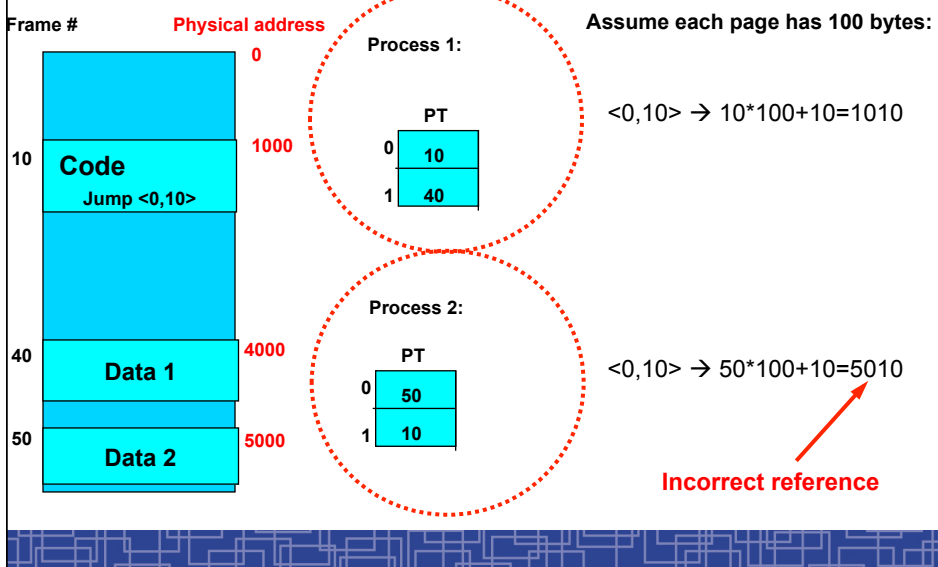 Frame #
Physical address
Assume each page has 100 bytes:
0
Process 1:
<0,10> → 10*100+10=1010
PT
10
1000
0 10
Code
Jump <0,10>
1 40
Process 2:
40
4000
PT
<0,10> → 50*100+10=5010
Data 1
0 50
50
5000
1 10
Data 2
Incorrect reference